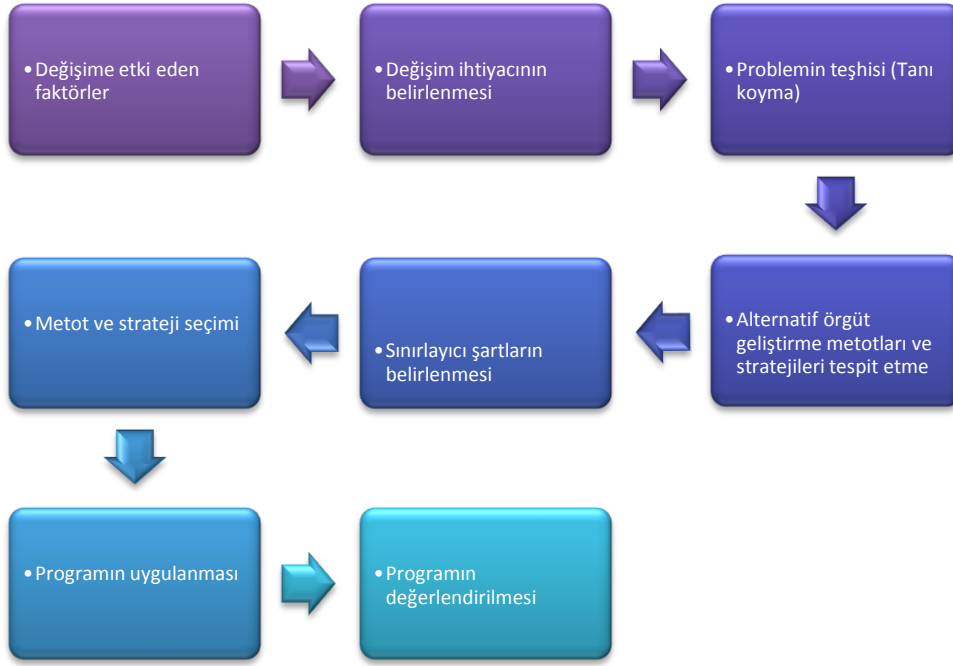 •Değişime etki eden
faktörler
•Değişim ihtiyacının
belirlenmesi
•Problemin teşhisi (Tanı
koyma)
•Alternatif örgüt
geliştirme metotları ve
stratejileri tespit etme
•Sınırlayıcı şartların
belirlenmesi
•Metot ve strateji seçimi
•Programın uygulanması
•Programın
değerlendirilmesi